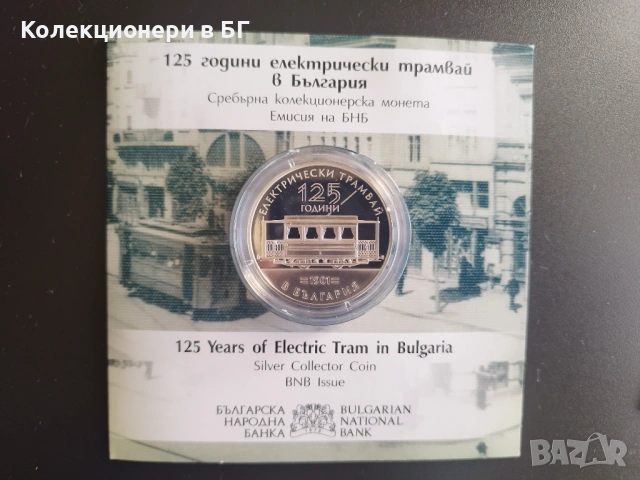 Колекционери в БГ
125 години електрически трамвай
в България
Сребърна колекционерска монета
Емисия на БНБ
ЕЛЕКТРИЧЕСКИ ТРАМВАЙ
125
ГОДИНИ
1901
В БЪЛГАРИЯ
125 Years of Electric Tram in Bulgaria
Silver Collector Coin
BNB Issue
БЪЛГАРСКА
НАРОДНА
БАНКА
BULGARIAN
NATIONAL
BANK
BAZAR